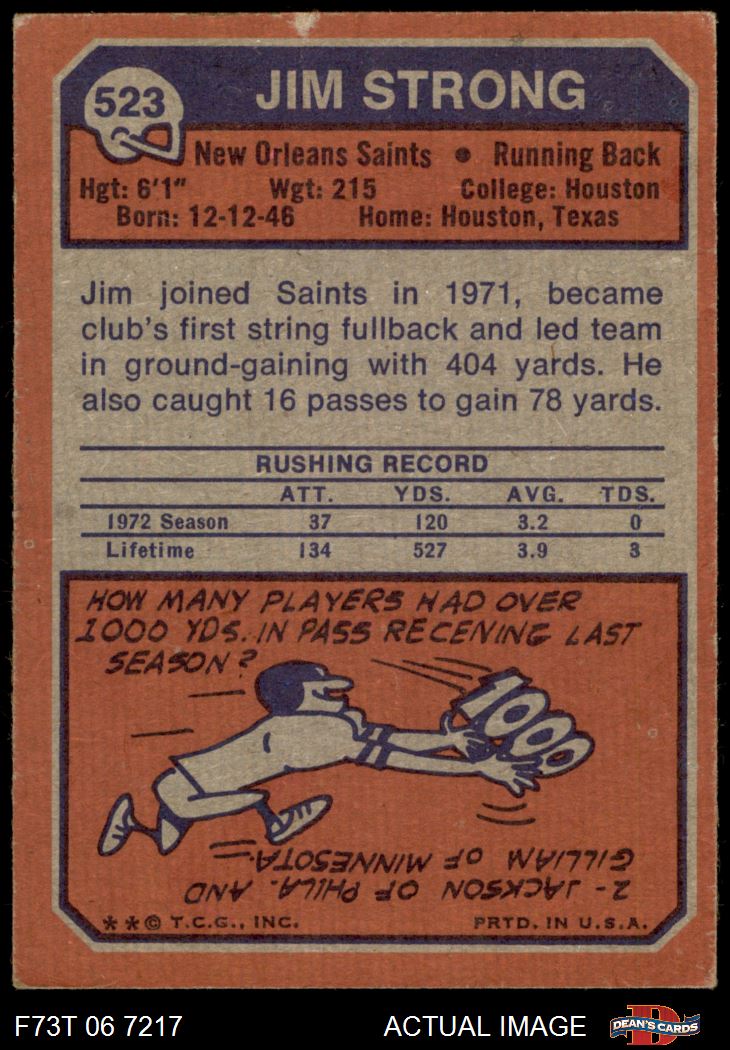 523
JIM STRONG
New Orleans Saints • Running Back
Hgt: 6'1" Wgt: 215 College: Houston
Born: 12-12-46 Home: Houston, Texas
Jim joined Saints in 1971, became
club's first string fullback and led team
in ground-gaining with 404 yards. He
also caught 16 passes to gain 78 yards.
RUSHING RECORD
ATT. YDS. AVG. TDS.
1972 Season 37 120 3.2 0
Lifetime 134 527 3.9 3
HOW MANY PLAYERS HAD OVER
1000 YDS. IN PASS RECENING LAST
SEASON?
1000
2 - JACKSON OF PHILA. AND
GILLIAM OF MINNESOTA.
**© T.C.G., INC. PRTD. IN U.S.A.
F73T 06 7217 ACTUAL IMAGE
D
DEAN'S CARDS